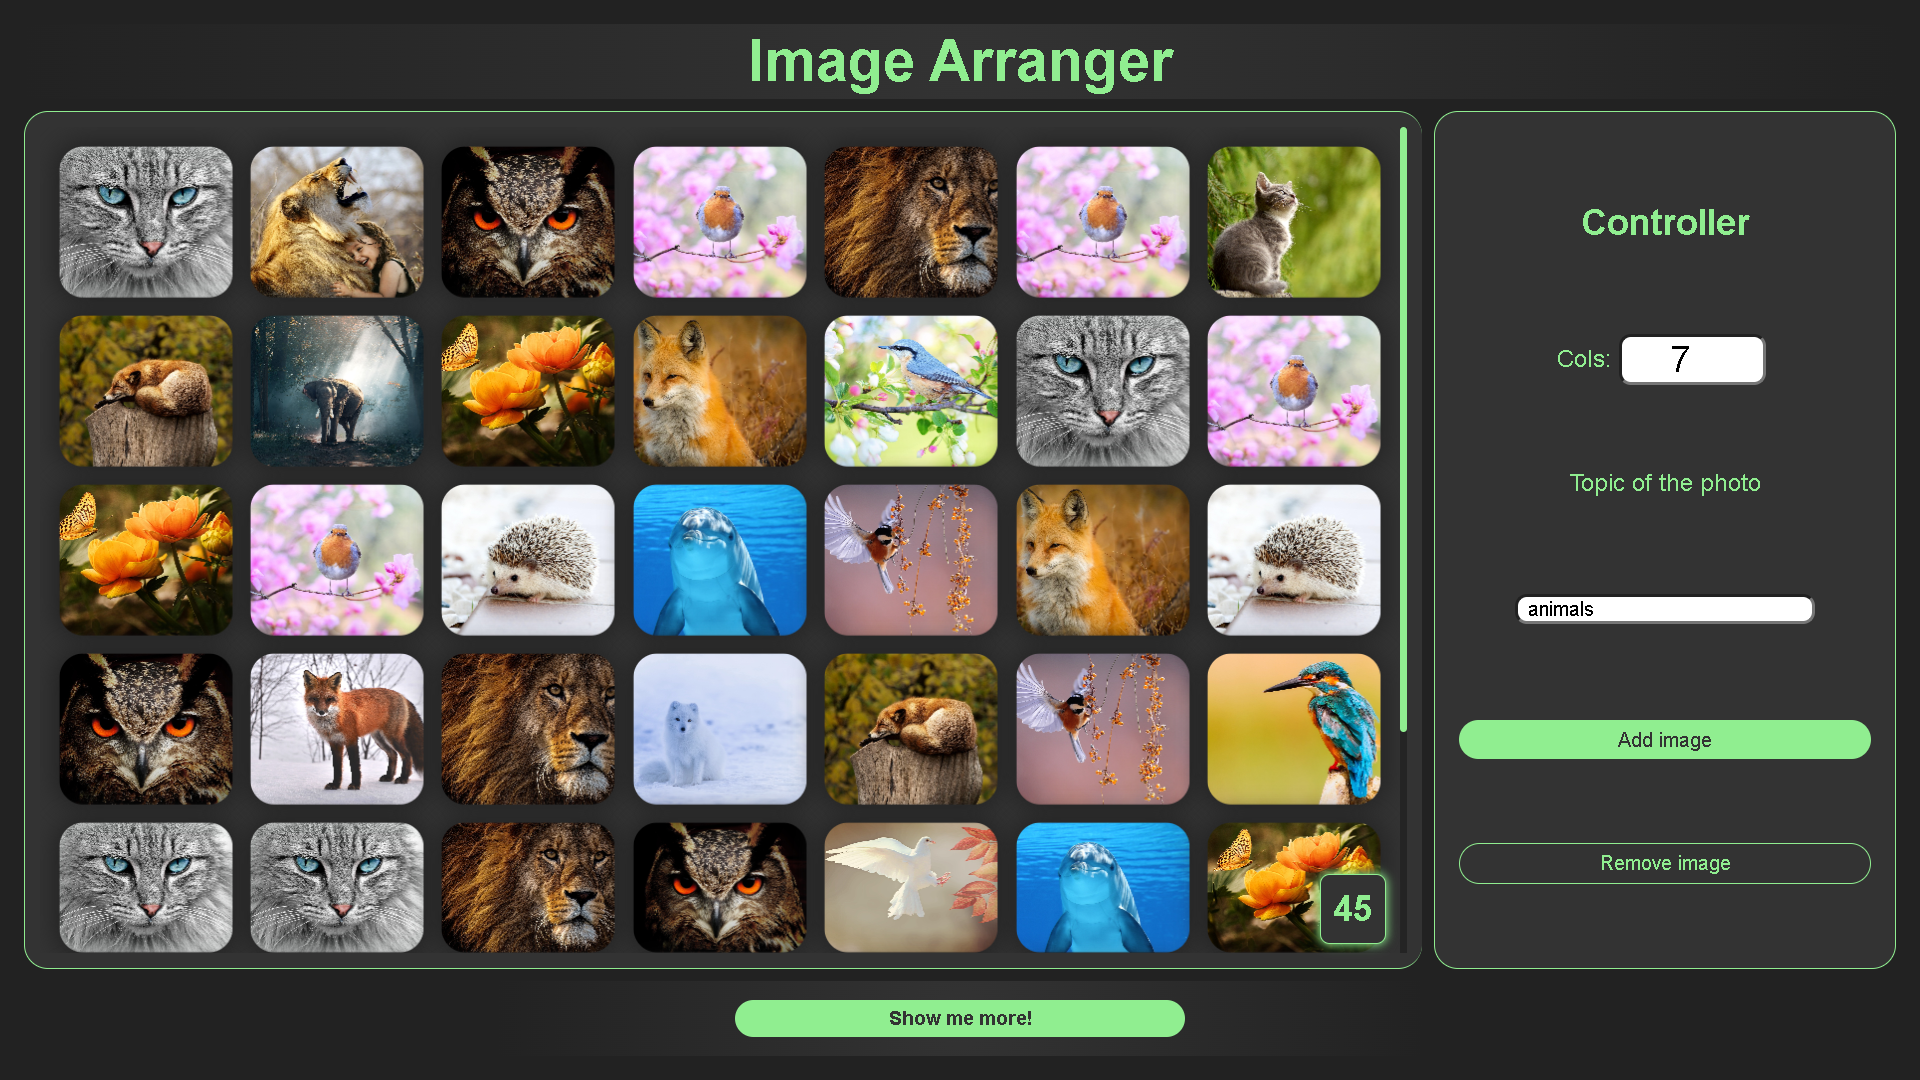 Image Arranger
Controller
Cols: 7
Topic of the photo
animals
Add image
Remove image
45
Show me more!